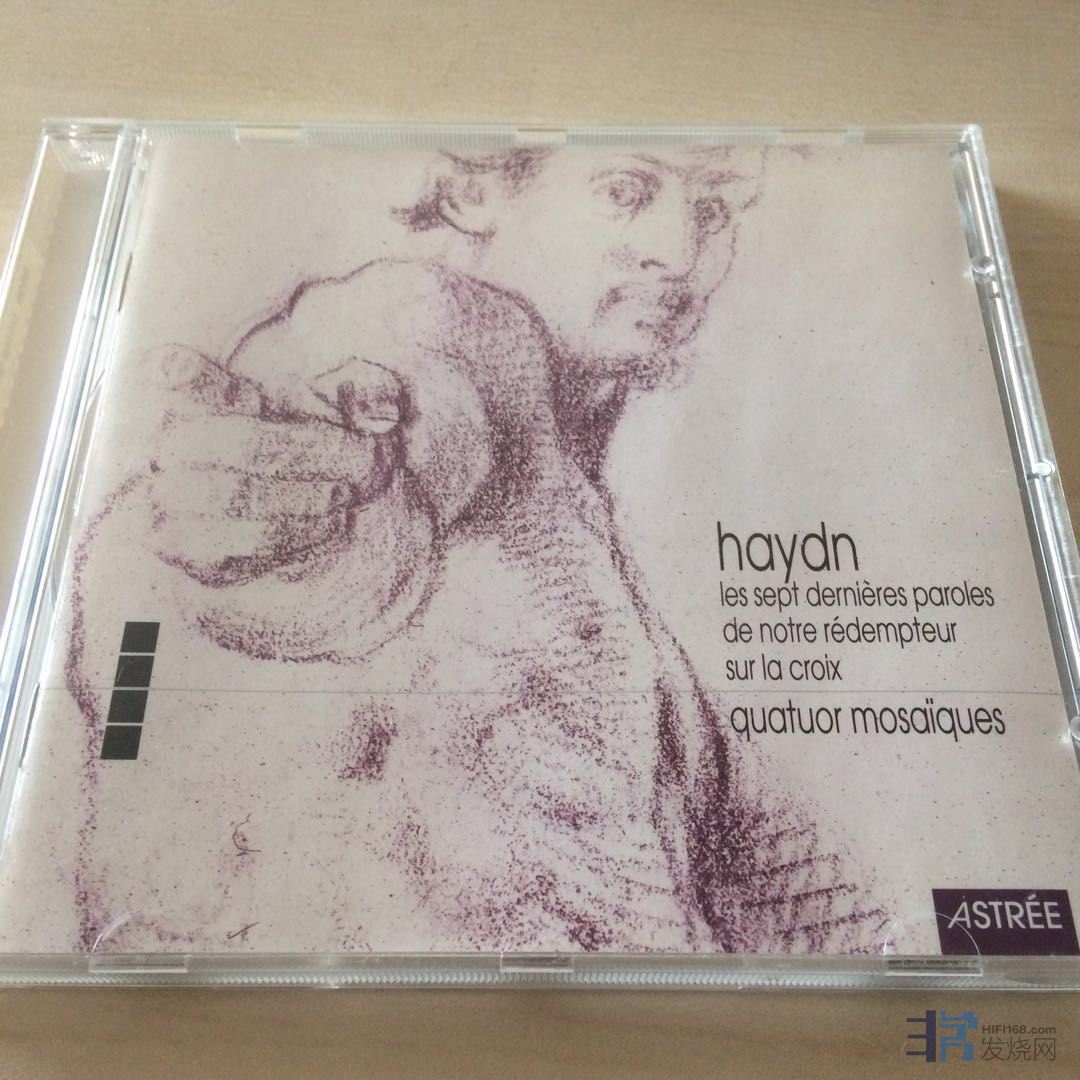 haydn
les sept dernières paroles
de notre rédempteur
sur la croix
quatuor mosaïques
ASTRÉE
HIFI168.com
发烧网